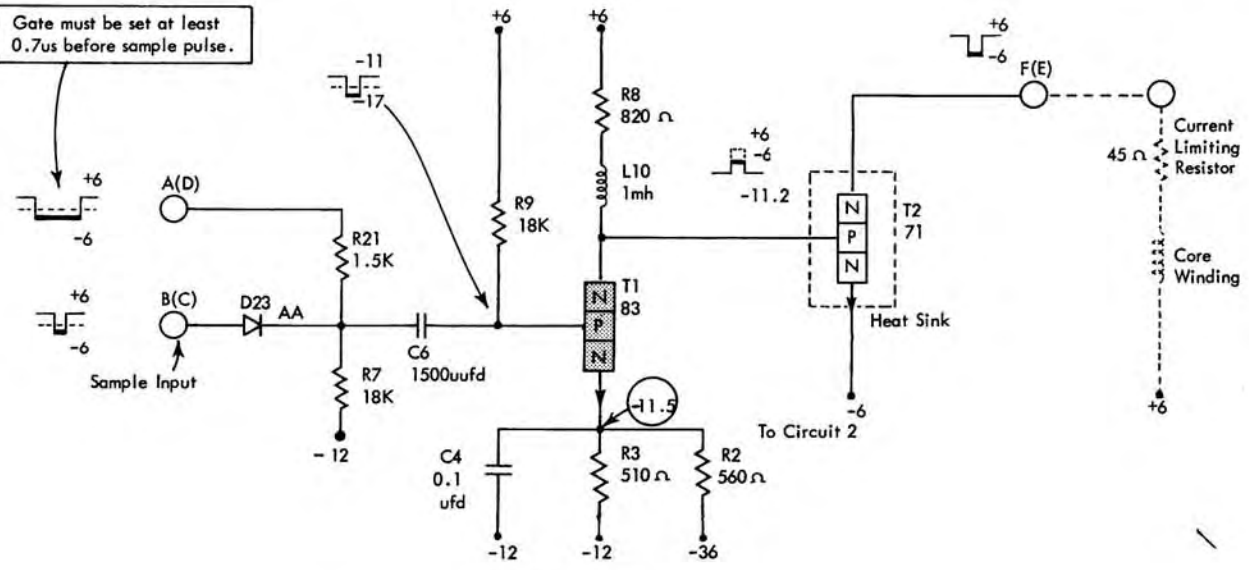 Gate must be set at least
0.7us before sample pulse.
+6
-6
A(D)
+6
-6
B(C)
Sample Input
D23
AA
R21
1.5K
R7
18K
- 12
C6
1500uufd
-11
-17
+6
R9
18K
+6
R8
820 Ω
L10
1mh
N
P
N
T1
83
-11.5
C4
0.1
ufd
-12
R3
510 Ω
-12
R2
560 Ω
-36
+6
-6
-11.2
N
P
N
T2
71
Heat Sink
-6
To Circuit 2
+6
-6
F(E)
45 Ω
Current
Limiting
Resistor
Core
Winding
+6